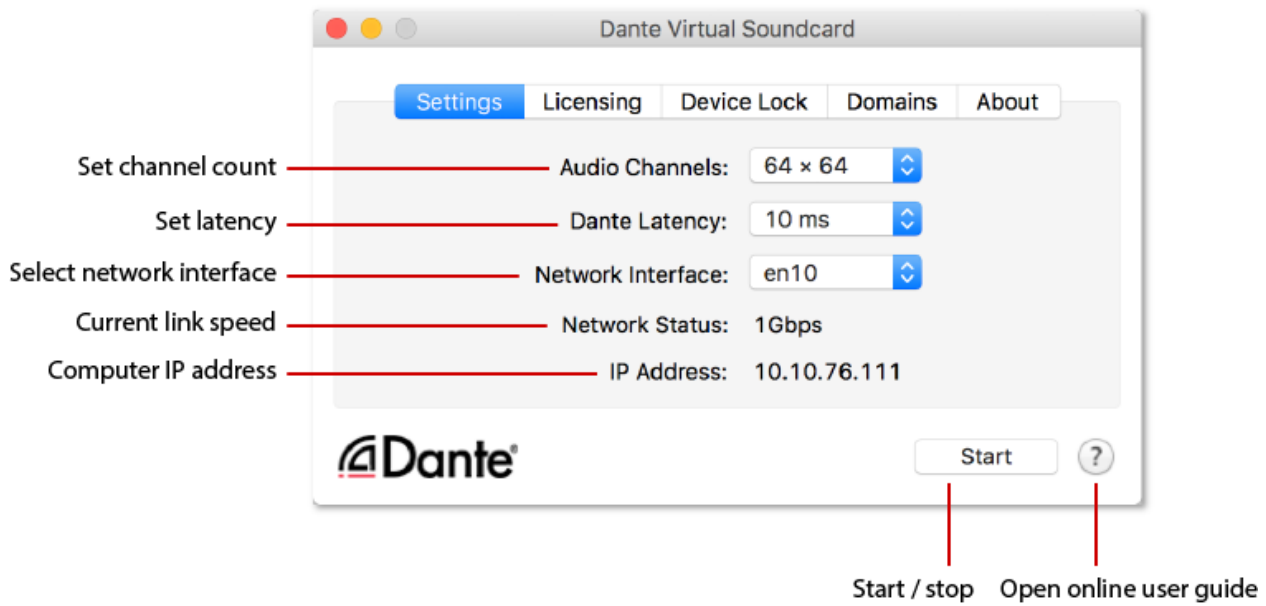 Dante Virtual Soundcard
Settings Licensing Device Lock Domains About
Set channel count Audio Channels: 64 × 64
Set latency Dante Latency: 10 ms
Select network interface Network Interface: en10
Current link speed Network Status: 1Gbps
Computer IP address IP Address: 10.10.76.111
Dante® Start ?
Start / stop Open online user guide